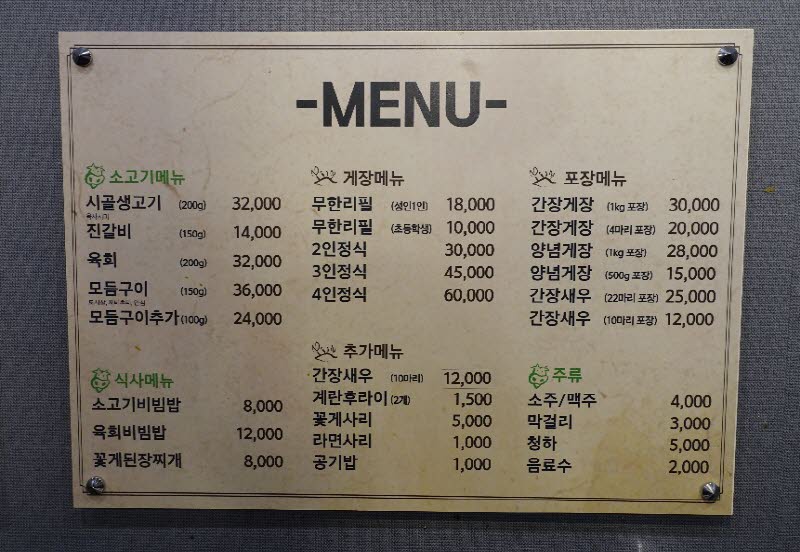 -MENU-
소고기메뉴
시골생고기 (200g) 32,000
진갈비 (150g) 14,000
육회 (200g) 32,000
모듬구이 (150g) 36,000
모듬구이추가 (100g) 24,000
식사메뉴
소고기비빔밥 8,000
육회비빔밥 12,000
꽃게된장찌개 8,000
게장메뉴
무한리필 (성인1인) 18,000
무한리필 (초등학생) 10,000
2인정식 30,000
3인정식 45,000
4인정식 60,000
추가메뉴
간장새우 (10마리) 12,000
계란후라이 (2개) 1,500
꽃게사리 5,000
라면사리 1,000
공기밥 1,000
포장메뉴
간장게장 (1kg 포장) 30,000
간장게장 (4마리 포장) 20,000
양념게장 (1kg 포장) 28,000
양념게장 (500g 포장) 15,000
간장새우 (22마리 포장) 25,000
간장새우 (10마리 포장) 12,000
주류
소주/맥주 4,000
막걸리 3,000
청하 5,000
음료수 2,000